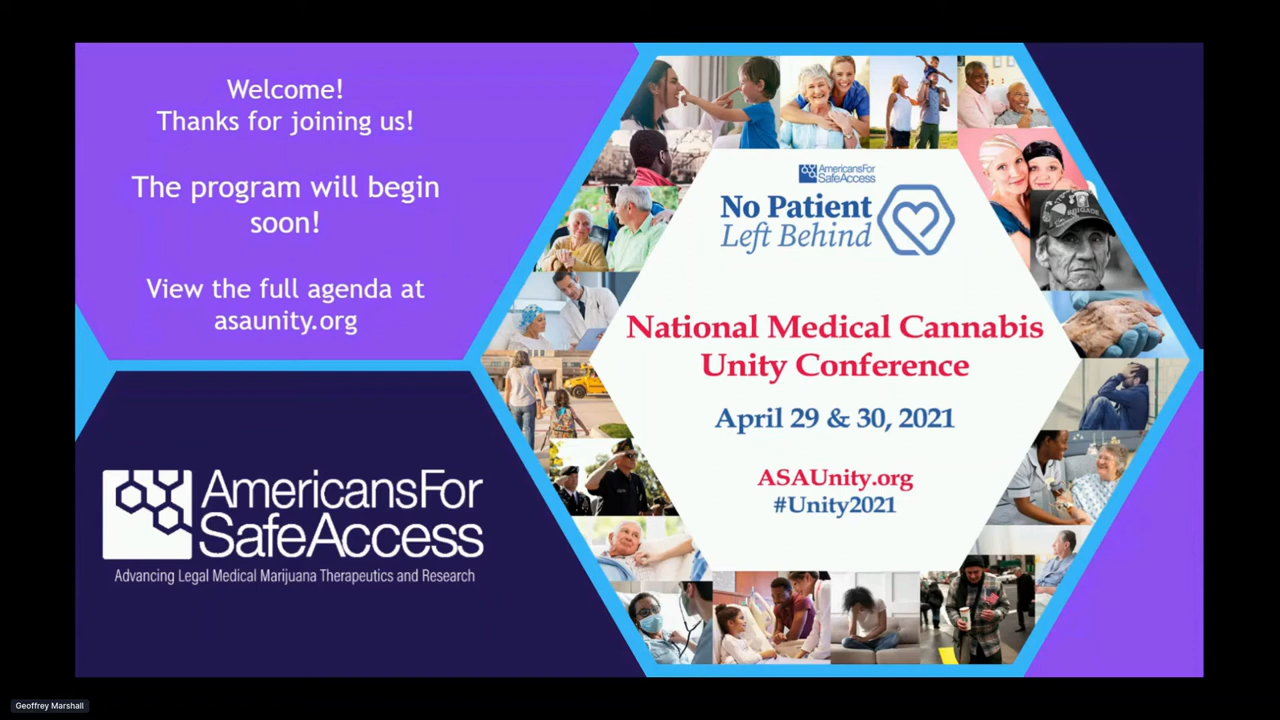 Welcome!
Thanks for joining us!
The program will begin
soon!
View the full agenda at
asaunity.org
AmericansFor
SafeAccess
Advancing Legal Medical Marijuana Therapeutics and Research
AmericansFor
SafeAccess
No Patient
Left Behind
National Medical Cannabis
Unity Conference
April 29 & 30, 2021
ASAUnity.org
#Unity2021
BRIGADE
Geoffrey Marshall